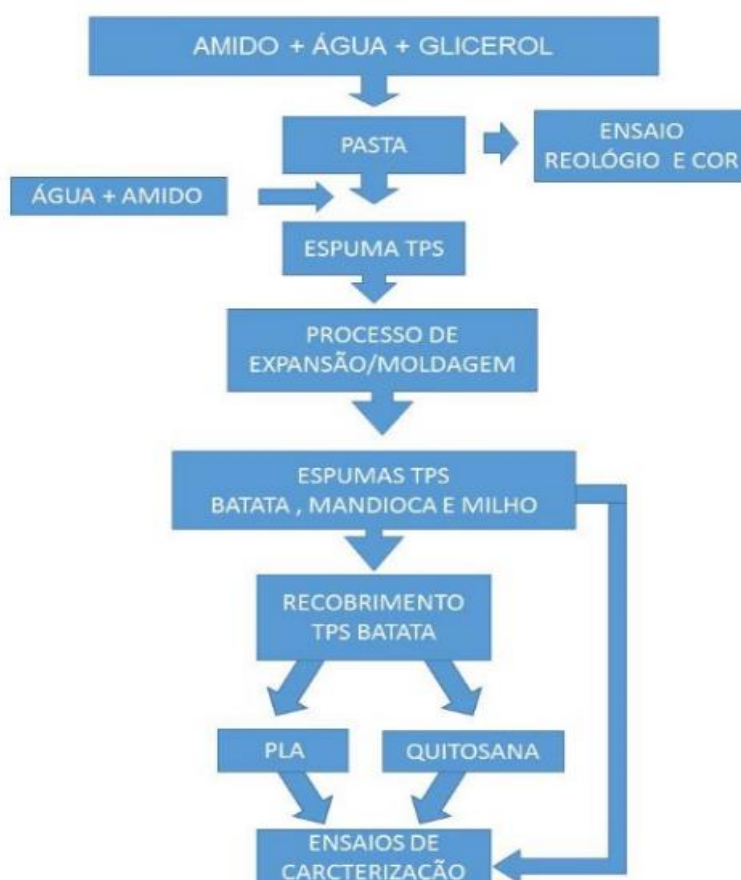 AMIDO + ÁGUA + GLICEROL
PASTA
ENSAIO
REOLÓGIO E COR
ÁGUA + AMIDO
ESPUMA TPS
PROCESSO DE
EXPANSÃO/MOLDAGEM
ESPUMAS TPS
BATATA , MANDIOCA E MILHO
RECOBRIMENTO
TPS BATATA
PLA
QUITOSANA
ENSAIOS DE
CARCTERIZAÇÃO